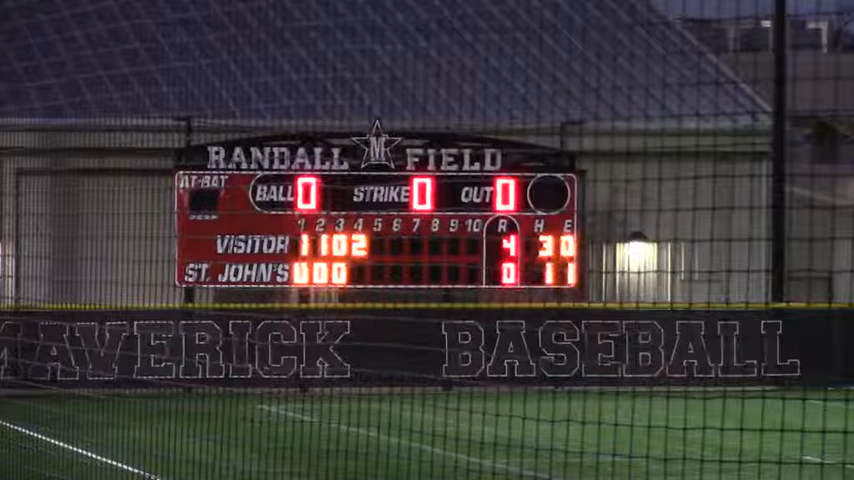 RANDALL M FIELD
AT-BAT BALL 0 STRIKE 0 OUT 0
1 2 3 4 5 6 7 8 9 10 R H E
VISITOR 1 1 0 2 4 3 0
ST. JOHN'S 0 0 0 0 1 1
MAVERICK BASEBALL